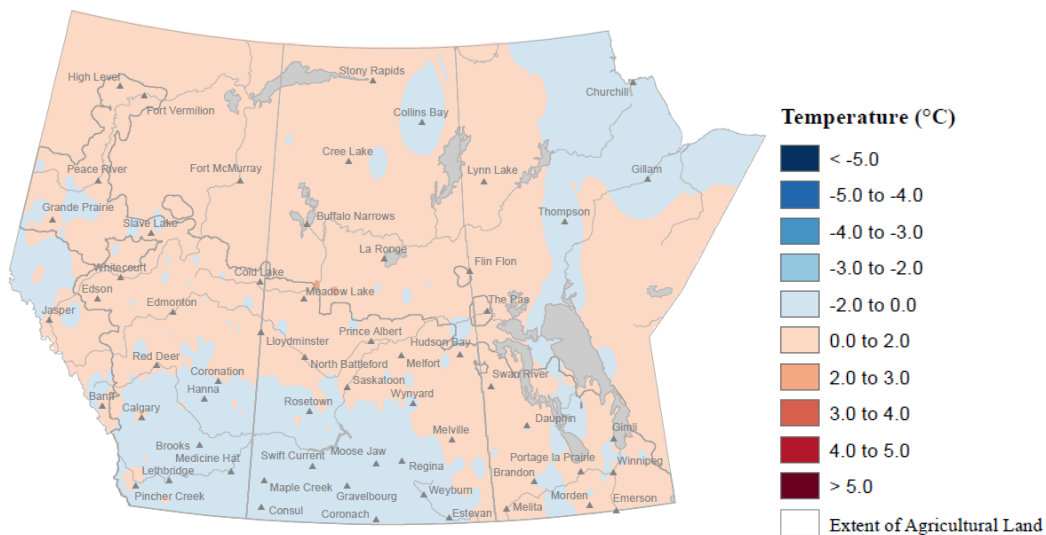 High Level
Fort Vermilion
Stony Rapids
Churchill
Collins Bay
Cree Lake
Peace River
Fort McMurray
Lynn Lake
Gillam
Grande Prairie
Slave Lake
Buffalo Narrows
Thompson
La Ronge
Flin Flon
Whitecourt
Cold Lake
Edson
Meadow Lake
Edmonton
The Pas
Jasper
Lloydminster
Prince Albert
Hudson Bay
Red Deer
North Battleford
Melfort
Coronation
Saskatoon
Swan River
Hanna
Banff
Rosetown
Wynyard
Calgary
Dauphin
Gimli
Brooks
Melville
Medicine Hat
Swift Current
Moose Jaw
Regina
Portage la Prairie
Winnipeg
Lethbridge
Brandon
Pincher Creek
Maple Creek
Gravelbourg
Weyburn
Morden
Emerson
Consul
Coronach
Estevan
Melita
Temperature (°C)
< -5.0
-5.0 to -4.0
-4.0 to -3.0
-3.0 to -2.0
-2.0 to 0.0
0.0 to 2.0
2.0 to 3.0
3.0 to 4.0
4.0 to 5.0
> 5.0
Extent of Agricultural Land